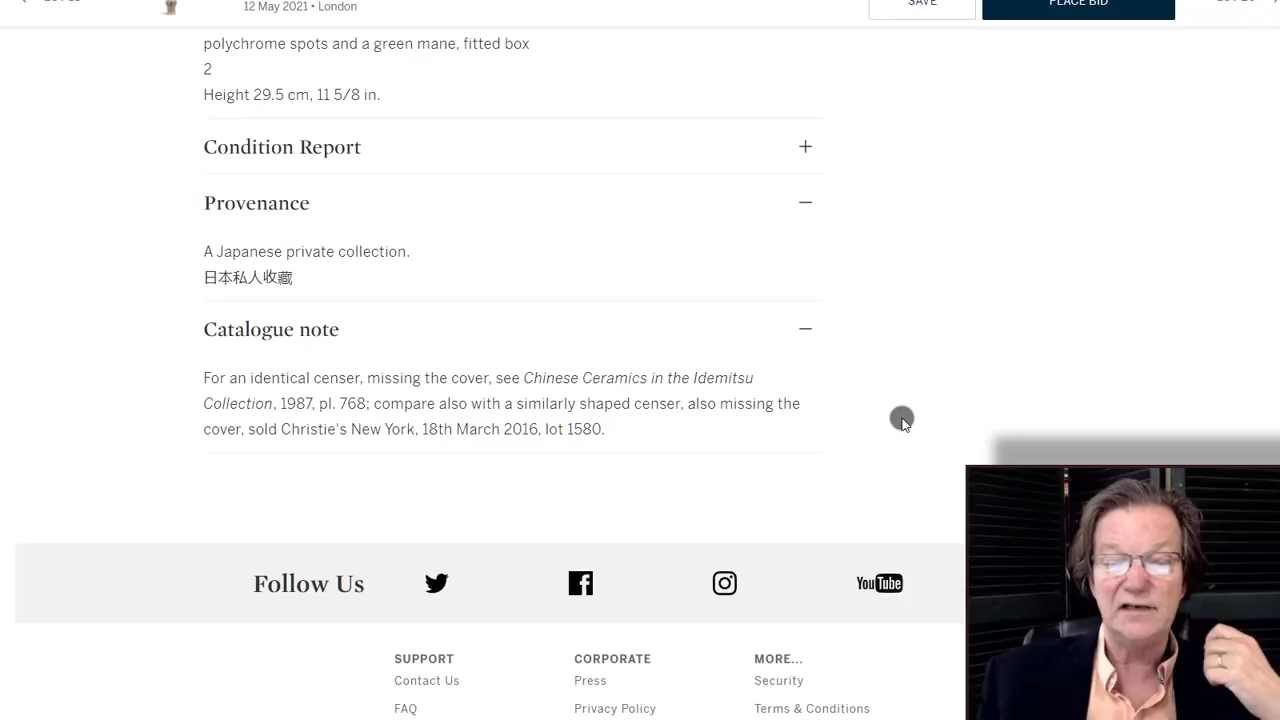 12 May 2021 • London
SAVE
PLACE BID
polychrome spots and a green mane, fitted box
2
Height 29.5 cm, 11 5/8 in.
Condition Report
Provenance
A Japanese private collection.
日本私人收藏
Catalogue note
For an identical censer, missing the cover, see Chinese Ceramics in the Idemitsu
Collection, 1987, pl. 768; compare also with a similarly shaped censer, also missing the
cover, sold Christie's New York, 18th March 2016, lot 1580.
Follow Us
YouTube
SUPPORT
CORPORATE
MORE...
Contact Us
Press
Security
FAQ
Privacy Policy
Terms & Conditions